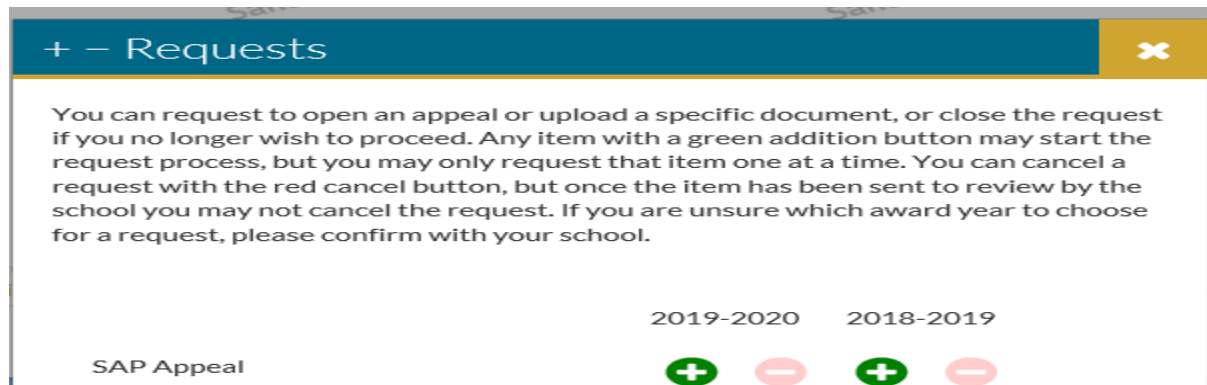 + − Requests
You can request to open an appeal or upload a specific document, or close the request
if you no longer wish to proceed. Any item with a green addition button may start the
request process, but you may only request that item one at a time. You can cancel a
request with the red cancel button, but once the item has been sent to review by the
school you may not cancel the request. If you are unsure which award year to choose
for a request, please confirm with your school.
2019-2020 2018-2019
SAP Appeal